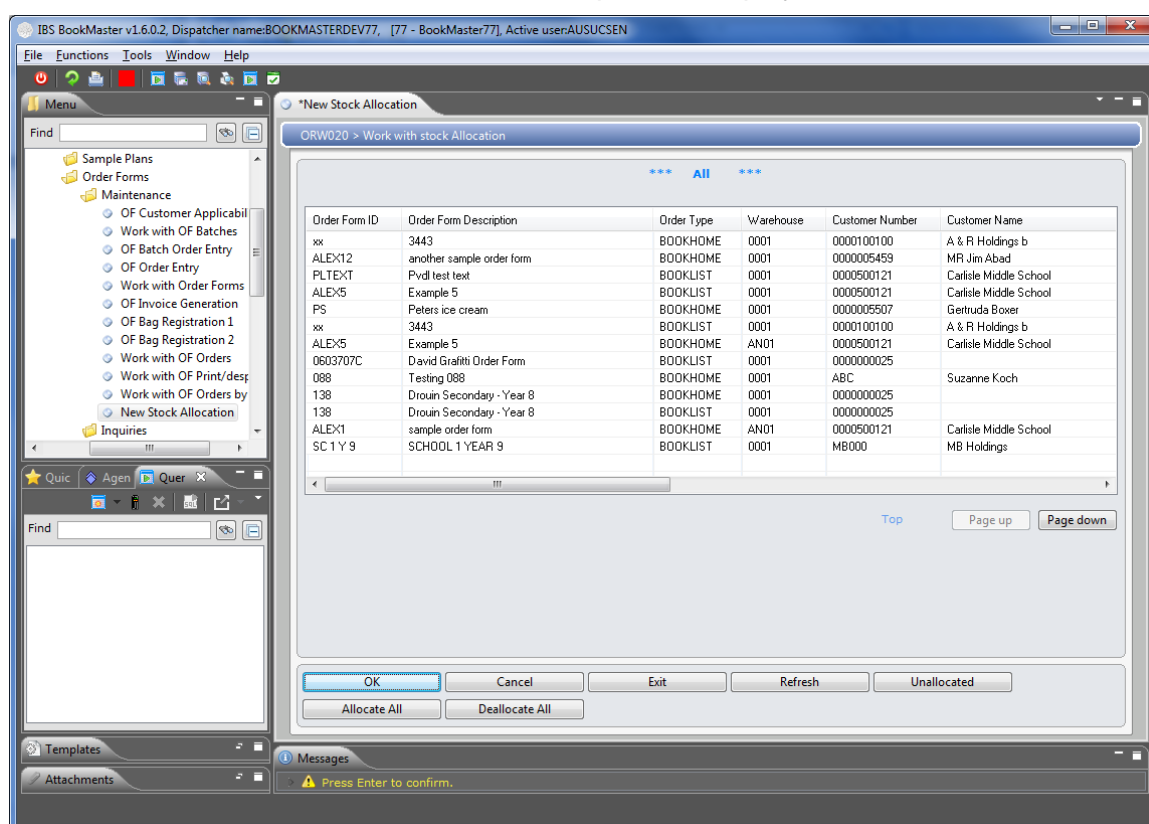 IBS BookMaster v1.6.0.2, Dispatcher name:BOOKMASTERDEV77, [77 - BookMaster77], Active user:AUSUCSEN
File Functions Tools Window Help
Menu
Find
Sample Plans
Order Forms
Maintenance
OF Customer Applicabil
Work with OF Batches
OF Batch Order Entry
OF Order Entry
Work with Order Forms
OF Invoice Generation
OF Bag Registration 1
OF Bag Registration 2
Work with OF Orders
Work with OF Print/desp
Work with OF Orders by
New Stock Allocation
Inquiries
Quic Agen Quer
Find
Templates
Attachments
*New Stock Allocation
ORW020 > Work with stock Allocation
*** All ***
Order Form ID Order Form Description Order Type Warehouse Customer Number Customer Name
xx 3443 BOOKHOME 0001 0000100100 A & R Holdings b
ALEX12 another sample order form BOOKHOME 0001 0000005459 MR Jim Abad
PLTEXT Pvdl test text BOOKLIST 0001 0000500121 Carlisle Middle School
ALEX5 Example 5 BOOKLIST 0001 0000500121 Carlisle Middle School
PS Peters ice cream BOOKHOME 0001 0000005507 Gertruda Boxer
xx 3443 BOOKLIST 0001 0000100100 A & R Holdings b
ALEX5 Example 5 BOOKHOME AN01 0000500121 Carlisle Middle School
0603707C David Grafitti Order Form BOOKLIST 0001 0000000025
088 Testing 088 BOOKHOME 0001 ABC Suzanne Koch
138 Drouin Secondary - Year 8 BOOKHOME 0001 0000000025
138 Drouin Secondary - Year 8 BOOKLIST 0001 0000000025
ALEX1 sample order form BOOKHOME AN01 0000500121 Carlisle Middle School
SC 1 Y 9 SCHOOL 1 YEAR 9 BOOKLIST 0001 MB000 MB Holdings
Top Page up Page down
OK Cancel Exit Refresh Unallocated
Allocate All Deallocate All
Messages
Press Enter to confirm.